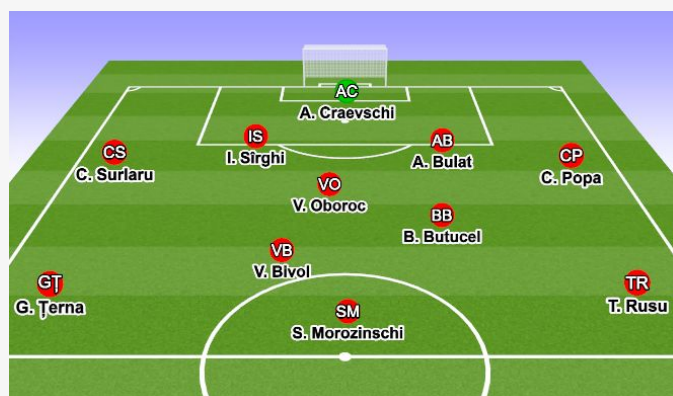 AC
A. Craevschi
IS
I. Sîrghi
AB
A. Bulat
CS
C. Surlaru
CP
C. Popa
VO
V. Oboroc
BB
B. Butucel
VB
V. Bivol
GȚ
G. Țerna
TR
T. Rusu
SM
S. Morozinschi